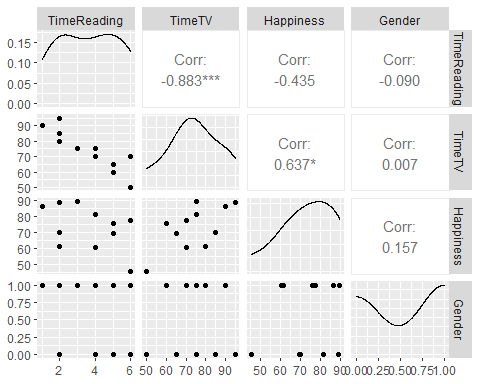 TimeReading TimeTV Happiness Gender
0.15
0.10
0.05
0.00
Corr:
-0.883***
Corr:
-0.435
Corr:
-0.090
TimeReading
90
80
70
60
50
Corr:
0.637*
Corr:
0.007
TimeTV
90
80
70
60
50
Corr:
0.157
Happiness
1.00
0.75
0.50
0.25
0.00
Gender
2 4 6 50 60 70 80 90 50 60 70 80 90 0.00 0.25 0.50 0.75 1.00